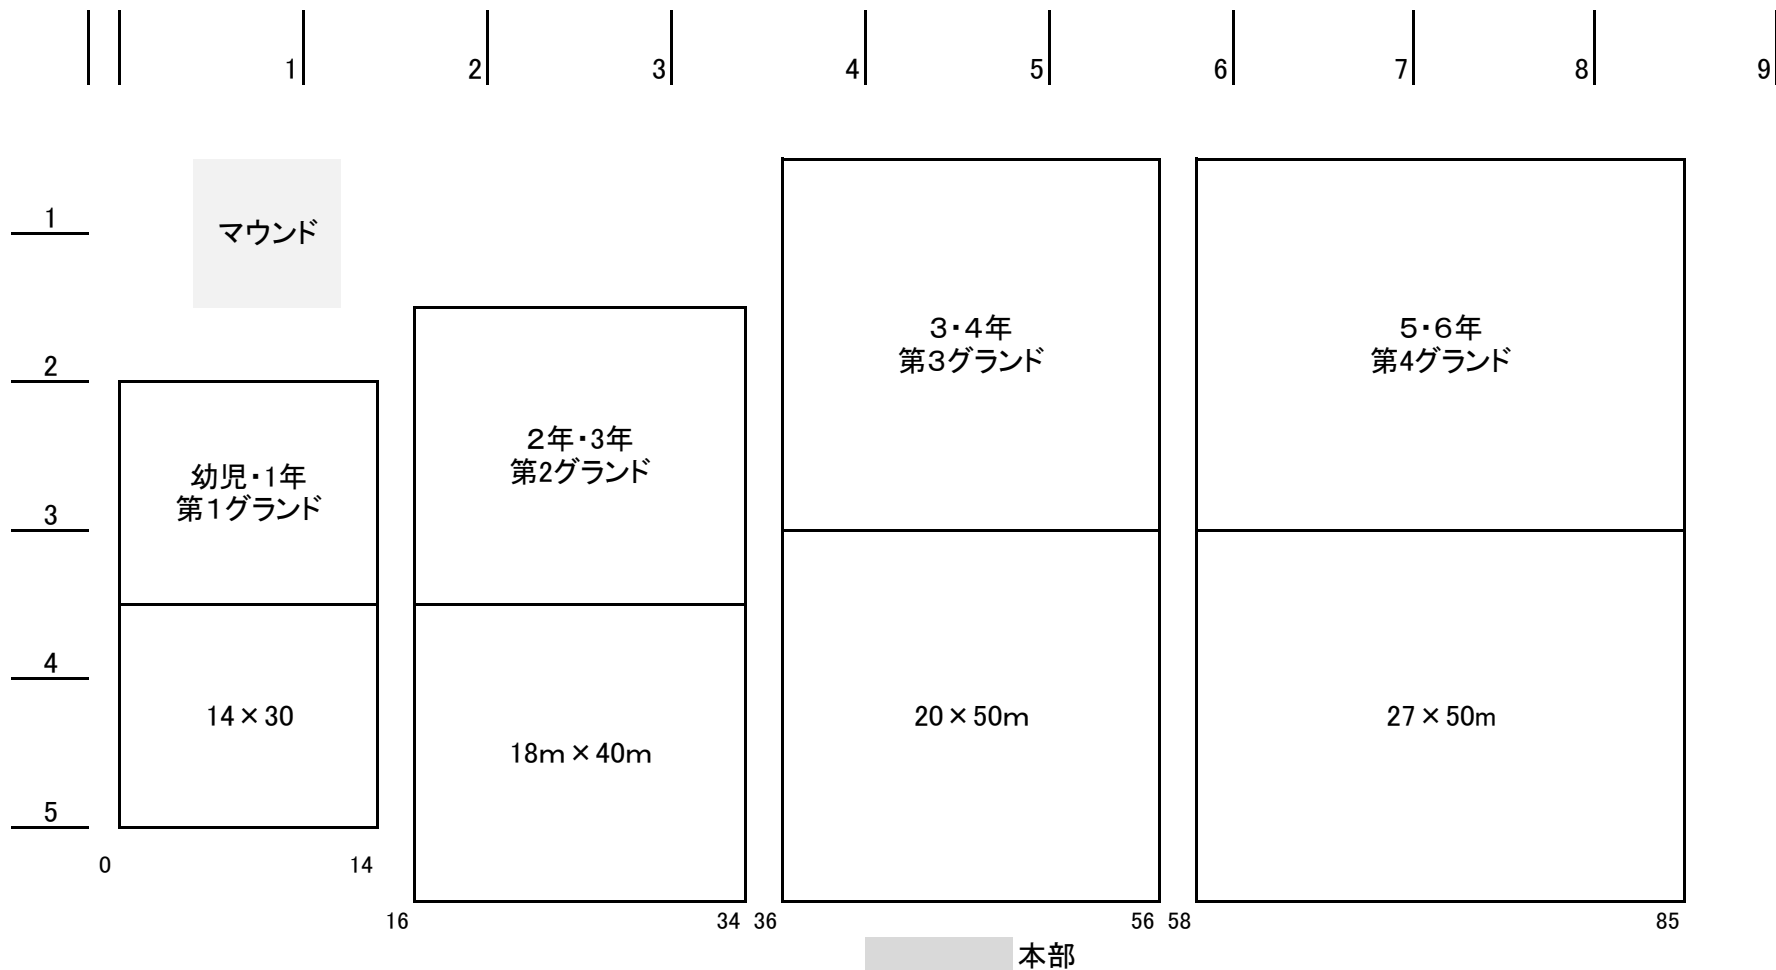 1 2 3 4 5 6 7 8 9
1
マウンド
2
3・4年
第3グランド
5・6年
第4グランド
2年・3年
第2グランド
幼児・1年
第1グランド
3
4
14×30
20×50m
27×50m
18m×40m
5
0 14
16 34 36 56 58 85
本部